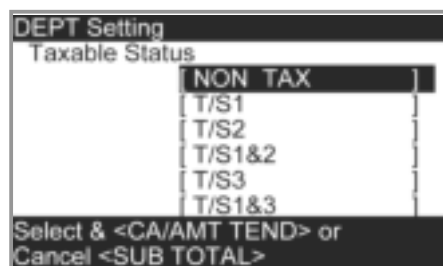 DEPT Setting
Taxable Status
[ NON TAX ]
[ T/S1 ]
[ T/S2 ]
[ T/S1&2 ]
[ T/S3 ]
[ T/S1&3 ]
Select & <CA/AMT TEND> or
Cancel <SUB TOTAL>